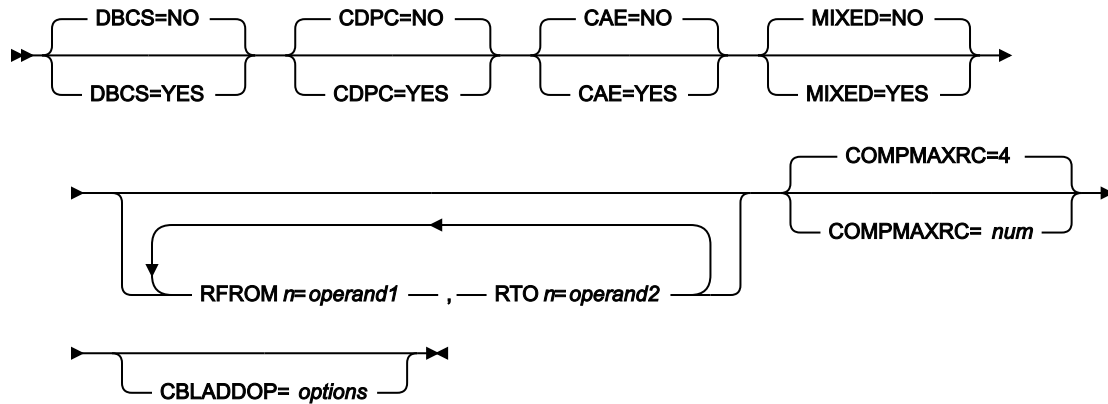 DBCS=NO CDPC=NO CAE=NO MIXED=NO
DBCS=YES CDPC=YES CAE=YES MIXED=YES
COMPMAXRC=4
COMPMAXRC= num
RFROM n=operand1 , RTO n=operand2
CBLADDOP= options